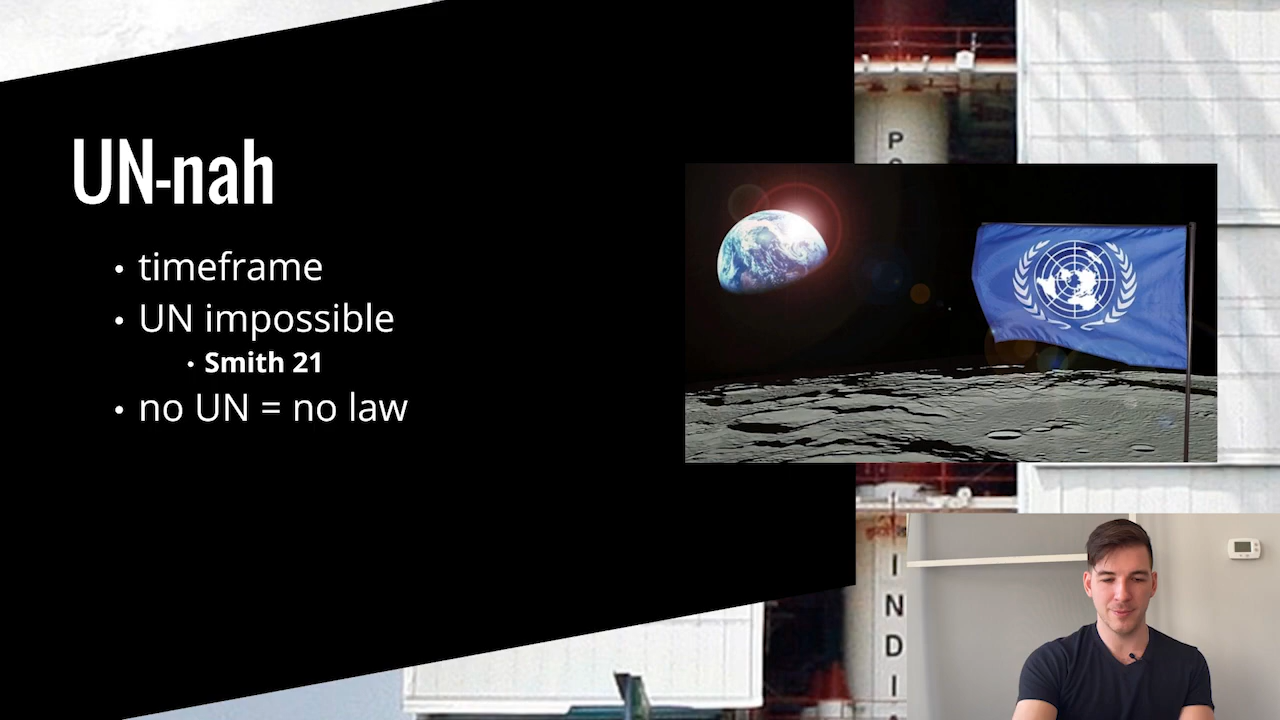 UN-nah
• timeframe
• UN impossible
• Smith 21
• no UN = no law
P
I
N
D
I